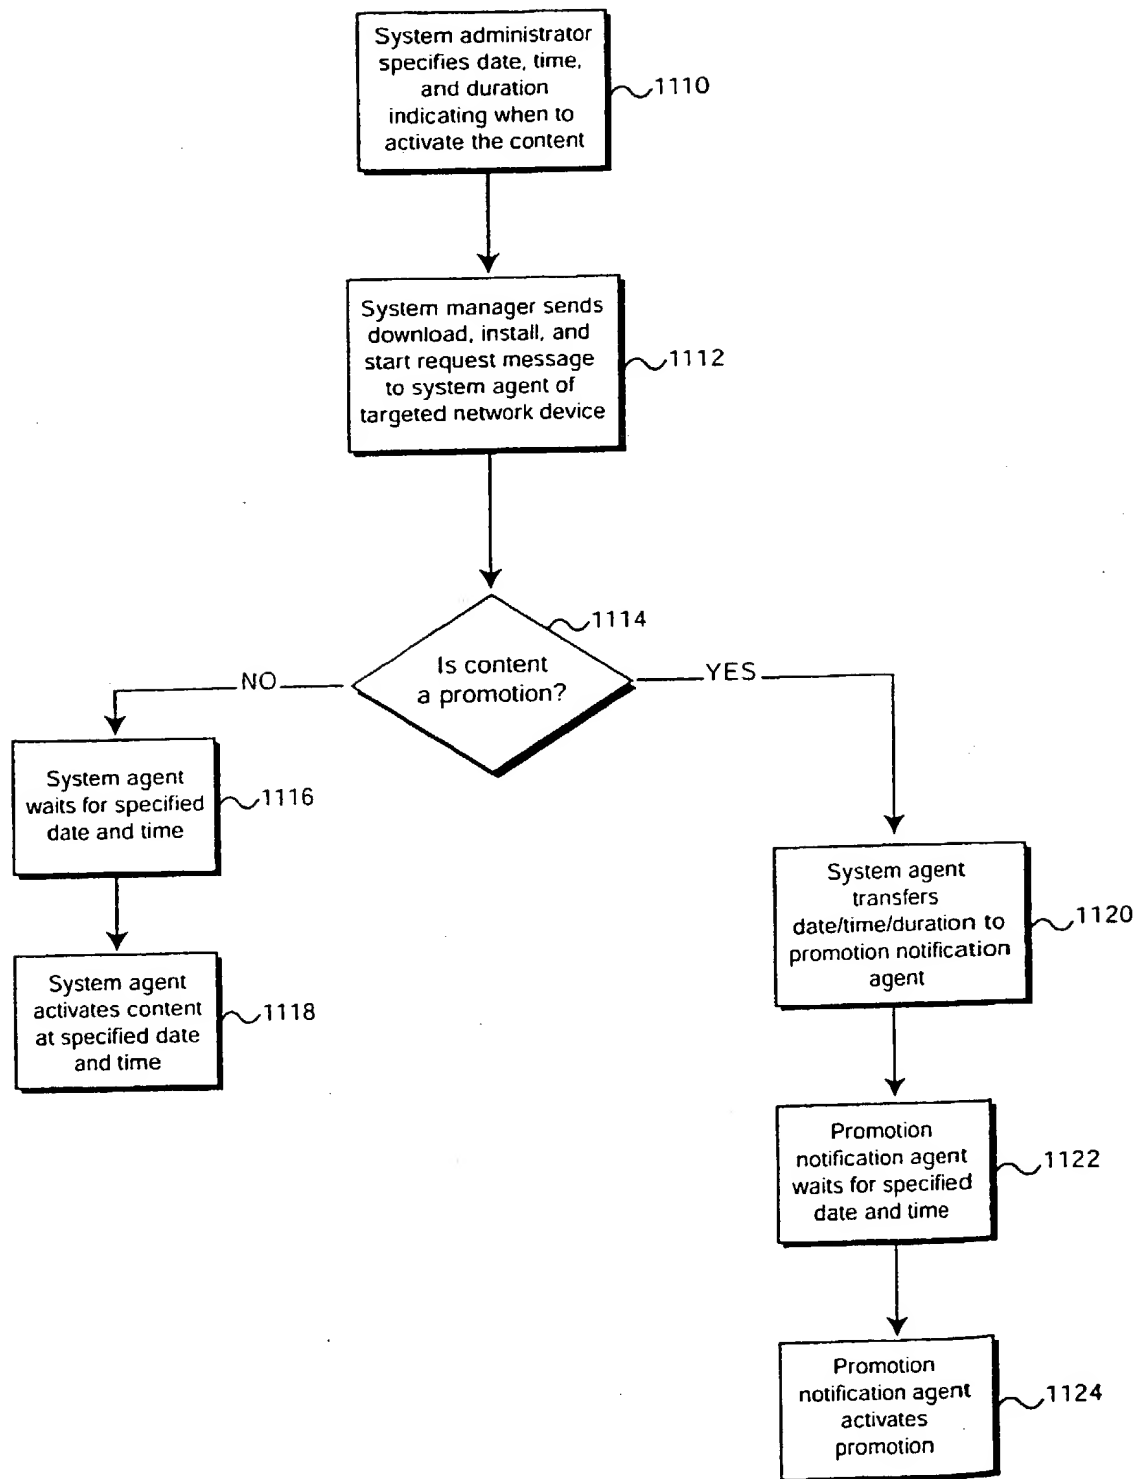 System administrator
specifies date, time,
and duration
indicating when to
activate the content
1110
System manager sends
download, install, and
start request message
to system agent of
targeted network device
1112
1114
Is content
a promotion?
NO
YES
System agent
waits for specified
date and time
1116
System agent
activates content
at specified date
and time
1118
System agent
transfers
date/time/duration to
promotion notification
agent
1120
Promotion
notification agent
waits for specified
date and time
1122
Promotion
notification agent
activates
promotion
1124